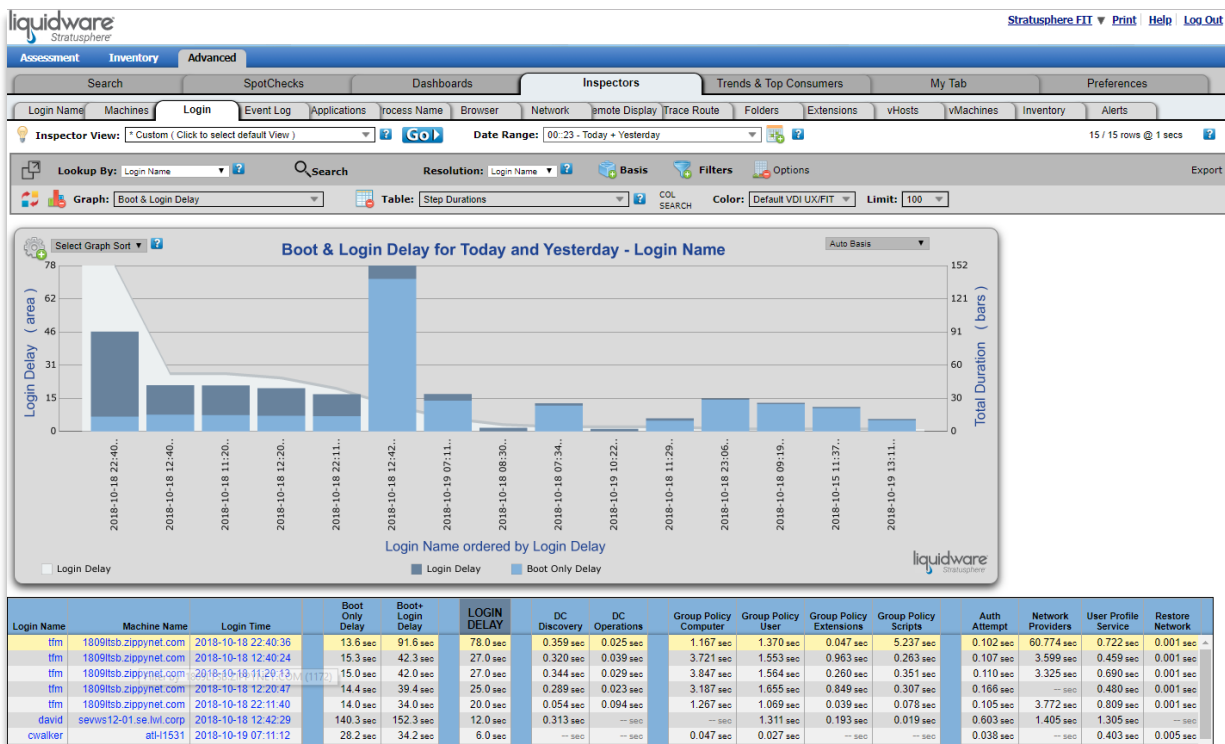 liquidware
Stratusphere
Stratusphere FIT ▼ Print Help Log Out
Assessment Inventory Advanced
Search SpotChecks Dashboards Inspectors Trends & Top Consumers My Tab Preferences
Login Name Machines Login Event Log Applications rocess Name Browser Network emote Display Trace Route Folders Extensions vHosts vMachines Inventory Alerts
Inspector View: * Custom ( Click to select default View ) ? Go Date Range: 00::23 - Today + Yesterday ? 15 / 15 rows @ 1 secs ?
Lookup By: Login Name ? Search Resolution: Login Name ? Basis Filters Options Export
Graph: Boot & Login Delay Table: Step Durations ? COL SEARCH Color: Default VDI UX/FIT Limit: 100
Select Graph Sort ? Boot & Login Delay for Today and Yesterday - Login Name Auto Basis
78 152
62 121
46 91
31 60
15 30
0 0
Login Delay ( area )
Total Duration ( bars )
2018-10-18 22:40..
2018-10-18 12:40..
2018-10-18 11:20..
2018-10-18 12:20..
2018-10-18 22:11..
2018-10-18 12:42..
2018-10-19 07:11..
2018-10-18 08:30..
2018-10-18 07:34..
2018-10-19 10:22..
2018-10-18 11:29..
2018-10-18 23:06..
2018-10-18 09:19..
2018-10-15 11:37..
2018-10-19 13:11..
Login Name ordered by Login Delay
Login Delay Login Delay Boot Only Delay
liquidware
Stratusphere
Login Name Machine Name Login Time Boot Only Delay Boot+ Login Delay LOGIN DELAY DC Discovery DC Operations Group Policy Computer Group Policy User Group Policy Extensions Group Policy Scripts Auth Attempt Network Providers User Profile Service Restore Network
tfm 1809ltsb.zippynet.com 2018-10-18 22:40:36 13.6 sec 91.6 sec 78.0 sec 0.359 sec 0.025 sec 1.167 sec 1.370 sec 0.047 sec 5.237 sec 0.102 sec 60.774 sec 0.722 sec 0.001 sec
tfm 1809ltsb.zippynet.com 2018-10-18 12:40:24 15.3 sec 42.3 sec 27.0 sec 0.320 sec 0.039 sec 3.721 sec 1.553 sec 0.963 sec 0.263 sec 0.107 sec 3.599 sec 0.459 sec 0.001 sec
tfm 1809ltsb.zippynet.com 2018-10-18 11:20:13 15.0 sec 42.0 sec 27.0 sec 0.344 sec 0.029 sec 3.847 sec 1.564 sec 0.260 sec 0.351 sec 0.110 sec 3.325 sec 0.690 sec 0.001 sec
tfm 1809ltsb.zippynet.com 2018-10-18 12:20:47 14.4 sec 39.4 sec 25.0 sec 0.289 sec 0.023 sec 3.187 sec 1.655 sec 0.849 sec 0.307 sec 0.166 sec -- sec 0.480 sec 0.001 sec
tfm 1809ltsb.zippynet.com 2018-10-18 22:11:40 14.0 sec 34.0 sec 20.0 sec 0.054 sec 0.094 sec 1.267 sec 1.069 sec 0.039 sec 0.078 sec 0.105 sec 3.772 sec 0.809 sec 0.001 sec
david sevws12-01.se.lwl.corp 2018-10-18 12:42:29 140.3 sec 152.3 sec 12.0 sec 0.313 sec -- sec -- sec 1.311 sec 0.193 sec 0.019 sec 0.603 sec 1.405 sec 1.305 sec -- sec
cwalker atl-l1531 2018-10-19 07:11:12 28.2 sec 34.2 sec 6.0 sec -- sec -- sec 0.047 sec 0.027 sec -- sec -- sec 0.038 sec -- sec 0.403 sec 0.005 sec